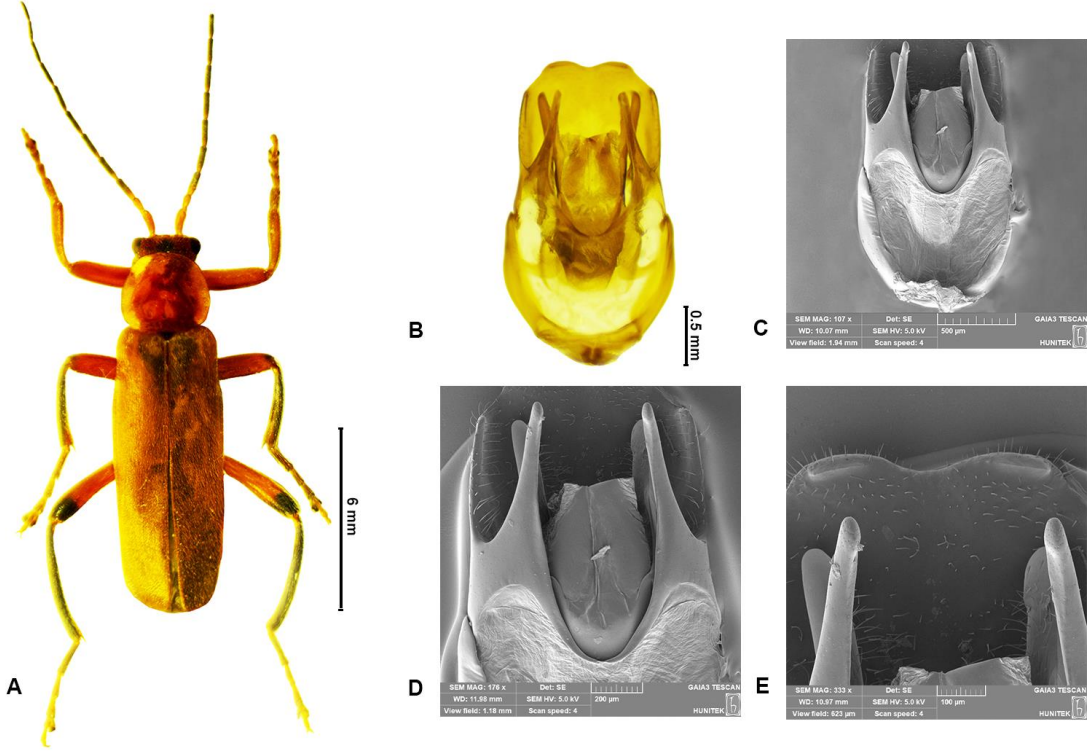 A
6 mm
B
0.5 mm
C
SEM MAG: 107 x Det: SE GAIA3 TESCAN
WD: 10.07 mm SEM HV: 5.0 kV 500 µm
View field: 1.94 mm Scan speed: 4 HUNITEK
D
SEM MAG: 176 x Det: SE GAIA3 TESCAN
WD: 11.98 mm SEM HV: 5.0 kV 200 µm
View field: 1.18 mm Scan speed: 4 HUNITEK
E
SEM MAG: 333 x Det: SE GAIA3 TESCAN
WD: 10.97 mm SEM HV: 5.0 kV 100 µm
View field: 623 µm Scan speed: 4 HUNITEK